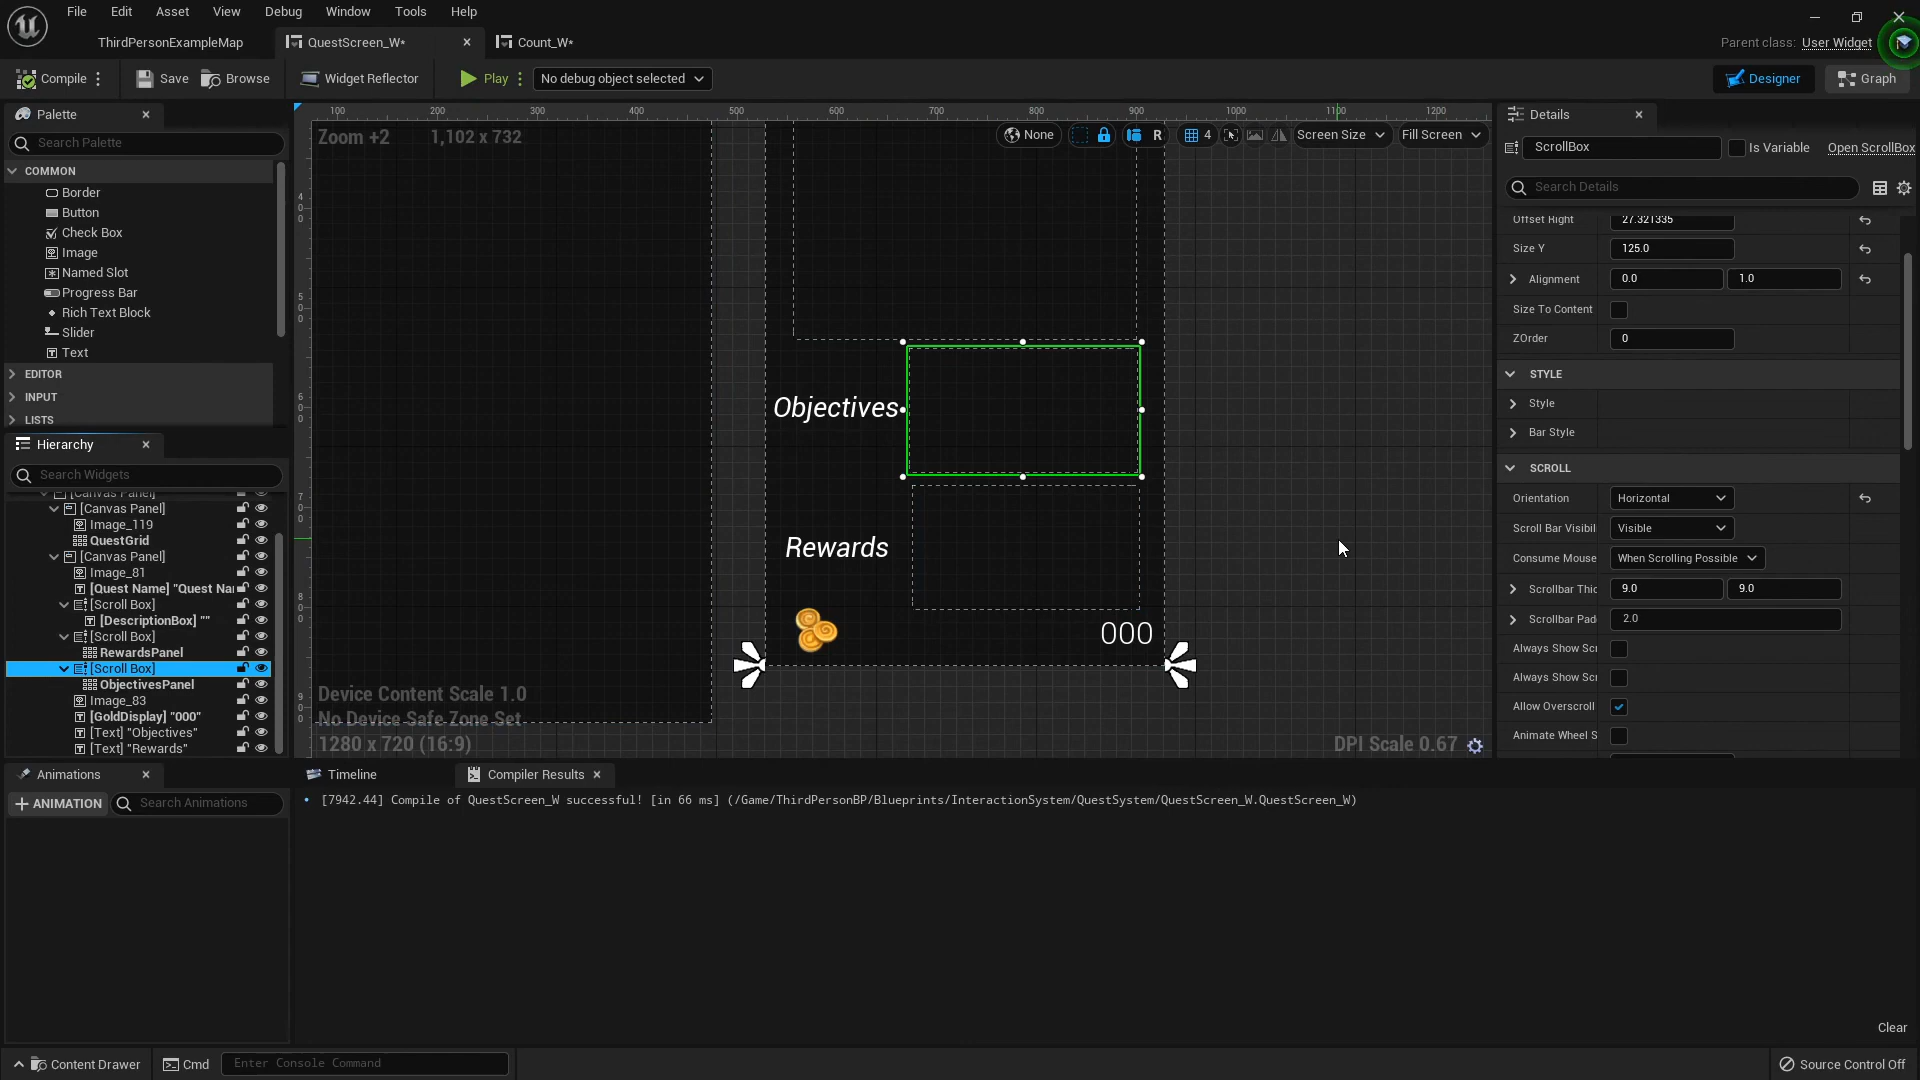 File Edit Asset View Debug Window Tools Help
ThirdPersonExampleMap QuestScreen_W* Count_W* Parent class: User Widget
Compile Save Browse Widget Reflector Play No debug object selected Designer Graph
Palette
Search Palette
COMMON
Border
Button
Check Box
Image
Named Slot
Progress Bar
Rich Text Block
Slider
Text
EDITOR
INPUT
LISTS
Hierarchy
Search Widgets
[Canvas Panel]
[Canvas Panel]
Image_119
QuestGrid
[Canvas Panel]
Image_81
[Quest Name] "Quest Nar
[Scroll Box]
[DescriptionBox] ""
[Scroll Box]
RewardsPanel
[Scroll Box]
ObjectivesPanel
Image_83
[GoldDisplay] "000"
[Text] "Objectives"
[Text] "Rewards"
Animations
ANIMATION Search Animations
100 200 300 400 500 600 700 800 900 1000 1100 1200
Zoom +2 1,102 x 732
None R 4 Screen Size Fill Screen
400
500
600
700
800
900
Objectives
Rewards
000
Device Content Scale 1.0
No Device Safe Zone Set
1280 x 720 (16:9)
DPI Scale 0.67
Details
ScrollBox Is Variable Open ScrollBox
Search Details
Offset Right 27.321335
Size Y 125.0
Alignment 0.0 1.0
Size To Content
ZOrder 0
STYLE
Style
Bar Style
SCROLL
Orientation Horizontal
Scroll Bar Visibil Visible
Consume Mouse When Scrolling Possible
Scrollbar Thic 9.0 9.0
Scrollbar Pad 2.0
Always Show Scr
Always Show Scr
Allow Overscroll
Animate Wheel S
Timeline Compiler Results
[7942.44] Compile of QuestScreen_W successful! [in 66 ms] (/Game/ThirdPersonBP/Blueprints/InteractionSystem/QuestSystem/QuestScreen_W.QuestScreen_W)
Clear
Content Drawer Cmd Enter Console Command Source Control Off